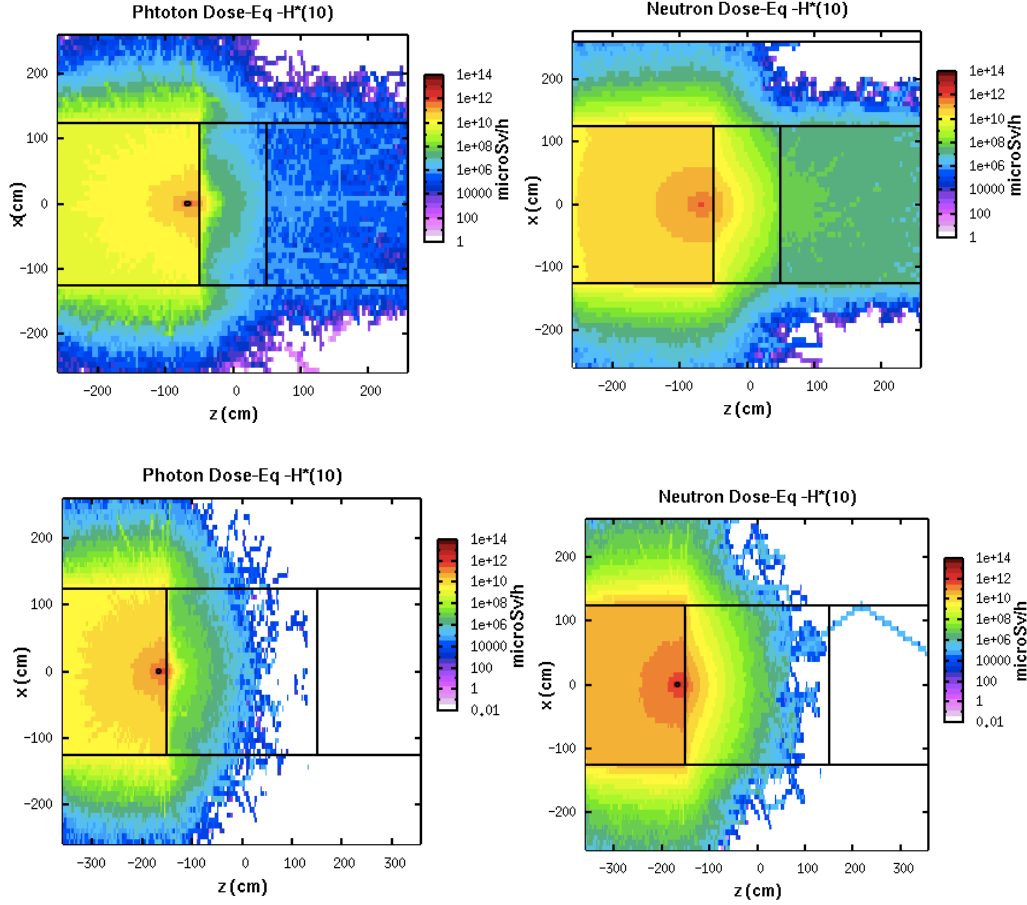 Phtoton Dose-Eq -H*(10)
Neutron Dose-Eq -H*(10)
200
100
0
-100
-200
x(cm)
-200
-100
0
100
200
z (cm)
1e+14
1e+12
1e+10
1e+08
1e+06
10000
100
1
microSv/h
200
100
0
-100
-200
x (cm)
-200
-100
0
100
200
z (cm)
1e+14
1e+12
1e+10
1e+08
1e+06
10000
100
1
microSv/h
Photon Dose-Eq -H*(10)
Neutron Dose-Eq -H*(10)
200
100
0
-100
-200
x (cm)
-300
-200
-100
0
100
200
300
z (cm)
1e+14
1e+12
1e+10
1e+08
1e+06
10000
100
1
0.01
microSv/h
200
100
0
-100
-200
x (cm)
-300
-200
-100
0
100
200
300
z (cm)
1e+14
1e+12
1e+10
1e+08
1e+06
10000
100
1
0.01
microSv/h